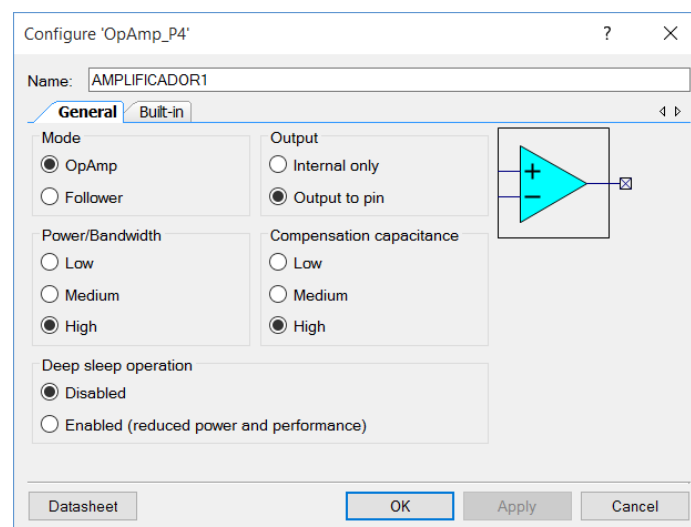 Configure 'OpAmp_P4'
?
Name: AMPLIFICADOR1
General Built-in
Mode
OpAmp
Follower
Output
Internal only
Output to pin
Power/Bandwidth
Low
Medium
High
Compensation capacitance
Low
Medium
High
Deep sleep operation
Disabled
Enabled (reduced power and performance)
Datasheet OK Apply Cancel